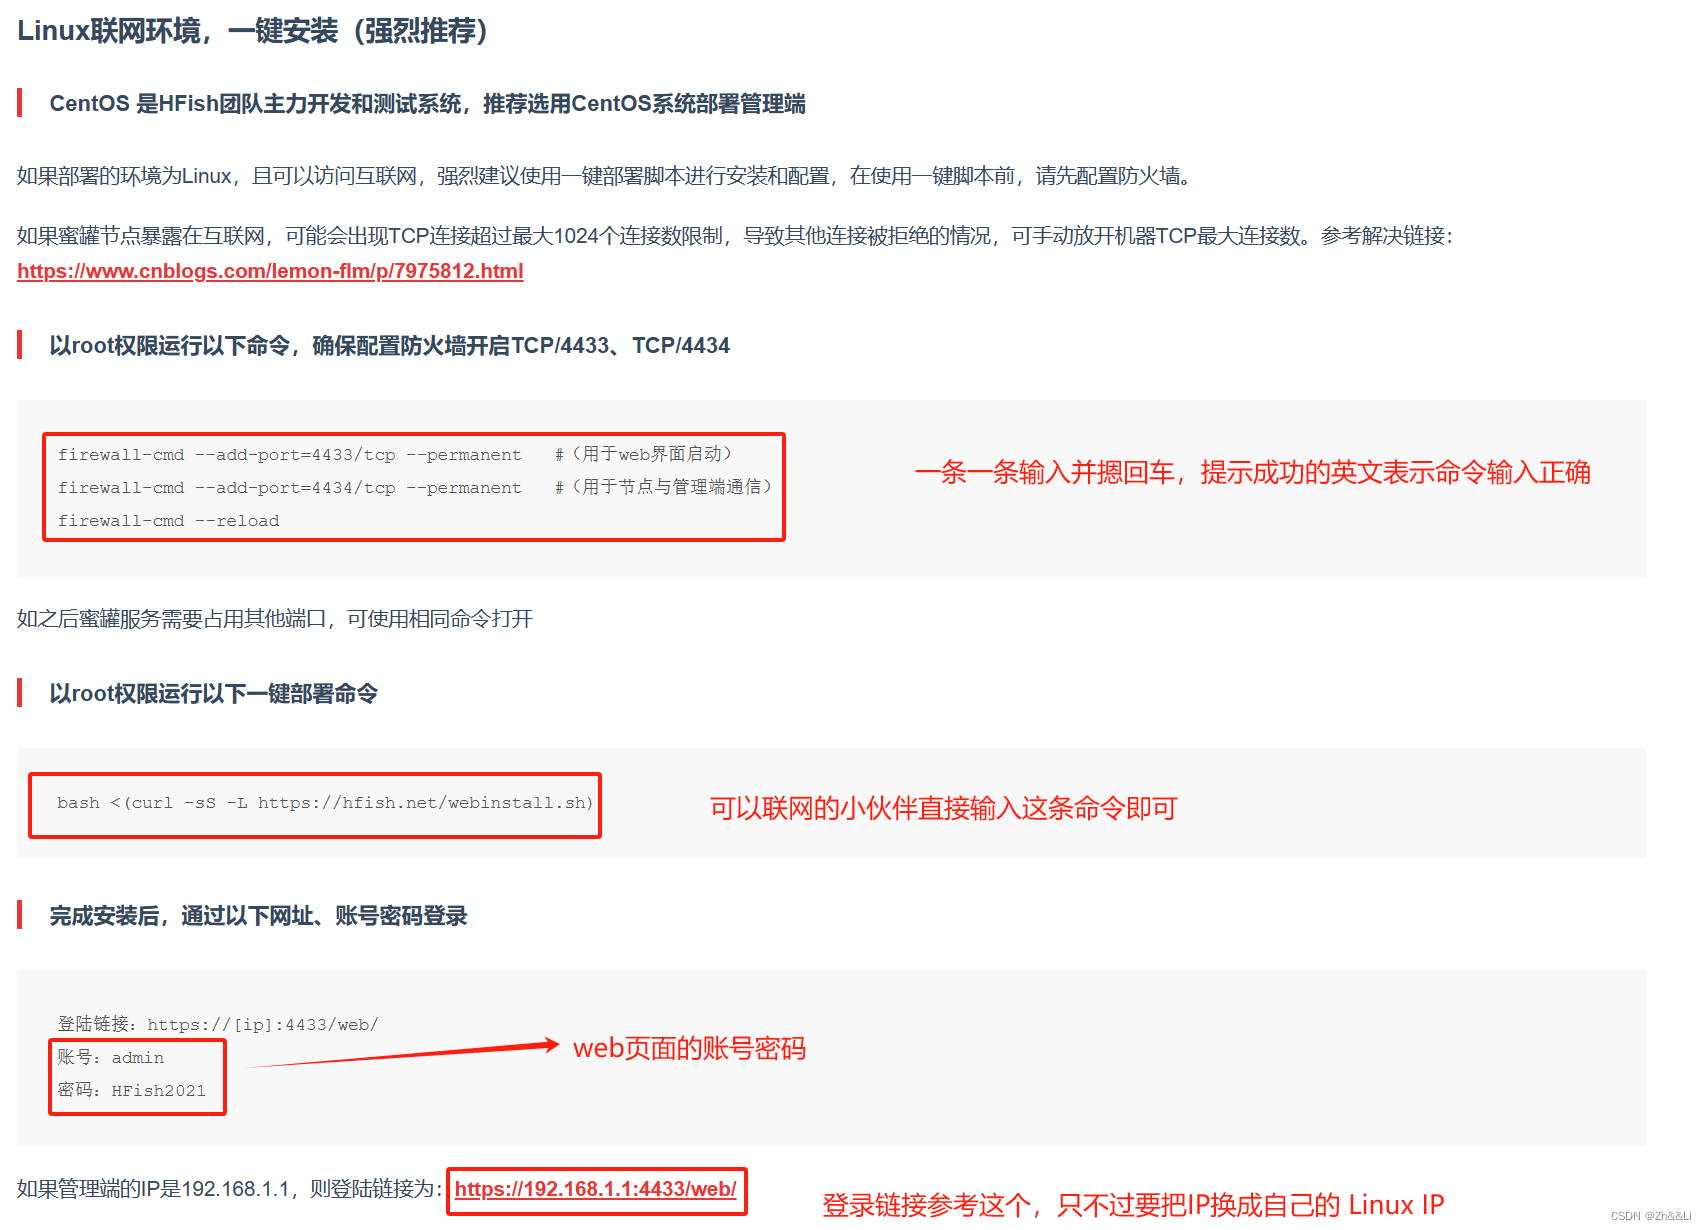 Linux联网环境，一键安装（强烈推荐）
CentOS 是HFish团队主力开发和测试系统，推荐选用CentOS系统部署管理端
如果部署的环境为Linux，且可以访问互联网，强烈建议使用一键部署脚本进行安装和配置，在使用一键脚本前，请先配置防火墙。
如果蜜罐节点暴露在互联网，可能会出现TCP连接超过最大1024个连接数限制，导致其他连接被拒绝的情况，可手动放开机器TCP最大连接数。参考解决链接：
https://www.cnblogs.com/lemon-flm/p/7975812.html
以root权限运行以下命令，确保配置防火墙开启TCP/4433、TCP/4434
firewall-cmd --add-port=4433/tcp --permanent #（用于web界面启动）
一条一条输入并摁回车，提示成功的英文表示命令输入正确
firewall-cmd --add-port=4434/tcp --permanent #（用于节点与管理端通信）
firewall-cmd --reload
如之后蜜罐服务需要占用其他端口，可使用相同命令打开
以root权限运行以下一键部署命令
bash <(curl -sS -L https://hfish.net/webinstall.sh)
可以联网的小伙伴直接输入这条命令即可
完成安装后，通过以下网址、账号密码登录
登陆链接：https://[ip]:4433/web/
账号：admin
web页面的账号密码
密码：HFish2021
如果管理端的IP是192.168.1.1，则登陆链接为：https://192.168.1.1:4433/web/
登录链接参考这个，只不过要把IP换成自己的 Linux IP
CSDN @Zh&&Li